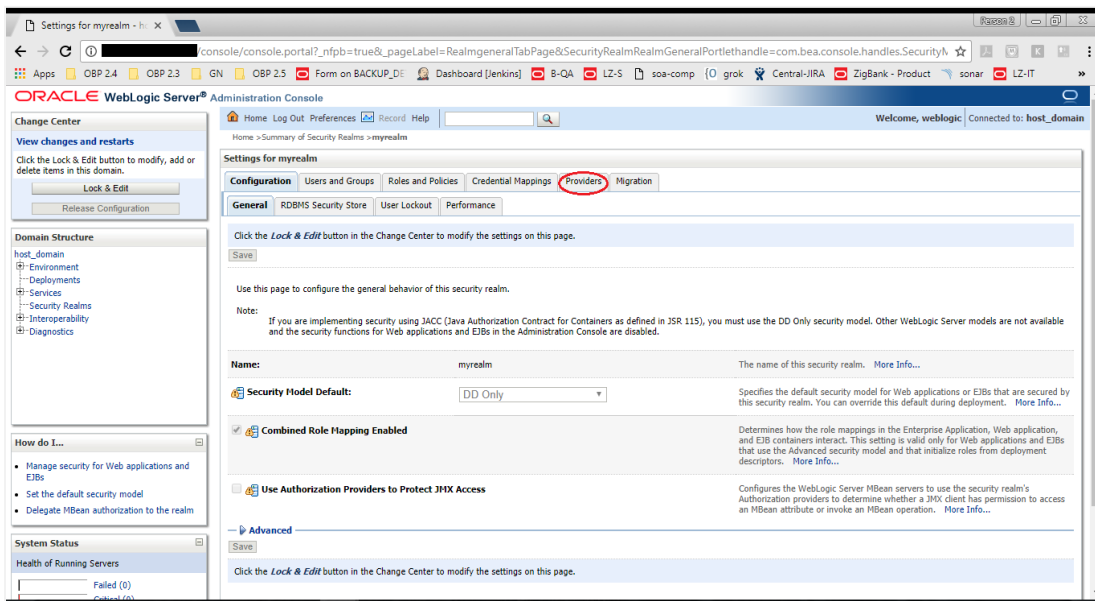 Settings for myrealm - h
Person 2
/console/console.portal?_nfpb=true&_pageLabel=RealmgeneralTabPage&SecurityRealmRealmGeneralPortlethandle=com.bea.console.handles.Security
Apps OBP 2.4 OBP 2.3 GN OBP 2.5 Form on BACKUP_DE Dashboard [Jenkins] B-QA LZ-S soa-comp grok Central-JIRA ZigBank - Product sonar LZ-IT »
ORACLE WebLogic Server® Administration Console
Change Center
View changes and restarts
Click the Lock & Edit button to modify, add or
delete items in this domain.
Lock & Edit
Release Configuration
Domain Structure
host_domain
Environment
Deployments
Services
Security Realms
Interoperability
Diagnostics
How do I...
Manage security for Web applications and
EJBs
Set the default security model
Delegate MBean authorization to the realm
System Status
Health of Running Servers
Failed (0)
Critical (0)
Home Log Out Preferences Record Help
Welcome, weblogic Connected to: host_domain
Home >Summary of Security Realms >myrealm
Settings for myrealm
Configuration Users and Groups Roles and Policies Credential Mappings Providers Migration
General RDBMS Security Store User Lockout Performance
Click the Lock & Edit button in the Change Center to modify the settings on this page.
Save
Use this page to configure the general behavior of this security realm.
Note:
If you are implementing security using JACC (Java Authorization Contract for Containers as defined in JSR 115), you must use the DD Only security model. Other WebLogic Server models are not available
and the security functions for Web applications and EJBs in the Administration Console are disabled.
Name: myrealm The name of this security realm. More Info...
Security Model Default: DD Only Specifies the default security model for Web applications or EJBs that are secured by
this security realm. You can override this default during deployment. More Info...
Combined Role Mapping Enabled Determines how the role mappings in the Enterprise Application, Web application,
and EJB containers interact. This setting is valid only for Web applications and EJBs
that use the Advanced security model and that initialize roles from deployment
descriptors. More Info...
Use Authorization Providers to Protect JMX Access Configures the WebLogic Server MBean servers to use the security realm's
Authorization providers to determine whether a JMX client has permission to access
an MBean attribute or invoke an MBean operation. More Info...
Advanced
Save
Click the Lock & Edit button in the Change Center to modify the settings on this page.